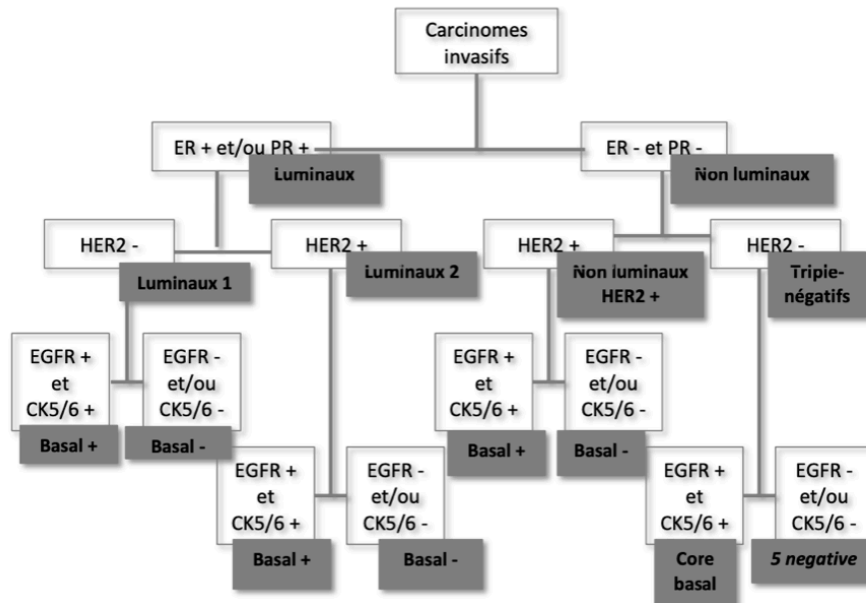 Carcinomes
invasifs
ER + et/ou PR +
Luminaux
ER - et PR -
Non luminaux
HER2 -
Luminaux 1
HER2 +
Luminaux 2
HER2 +
Non luminaux
HER2 +
HER2 -
Triple-
négatifs
EGFR +
et
CK5/6 +
Basal +
EGFR -
et/ou
CK5/6 -
Basal -
EGFR +
et
CK5/6 +
Basal +
EGFR -
et/ou
CK5/6 -
Basal -
EGFR +
et
CK5/6 +
Basal +
EGFR -
et/ou
CK5/6 -
Basal -
EGFR +
et
CK5/6 +
Core
basal
EGFR -
et/ou
CK5/6 -
5 negative